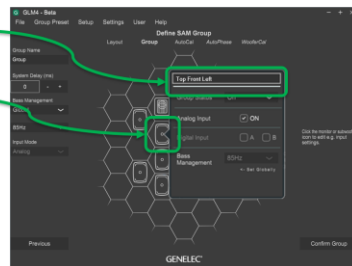 GLM4 - Beta
File Group Preset Setup Settings User Help
Define SAM Group
Layout Group AutoCal AutoPhase WooferCal
Group Name
Group
System Delay (ms)
0 - +
Bass Management
85Hz
Input Mode
Analog
Top Front Left
Group Status On
Analog Input ON
Digital Input A B
Bass Management 85Hz
<- Set Globally
Click the monitor or subwoofer
icon to edit e.g. input
settings.
Previous
Confirm Group
GENELEC